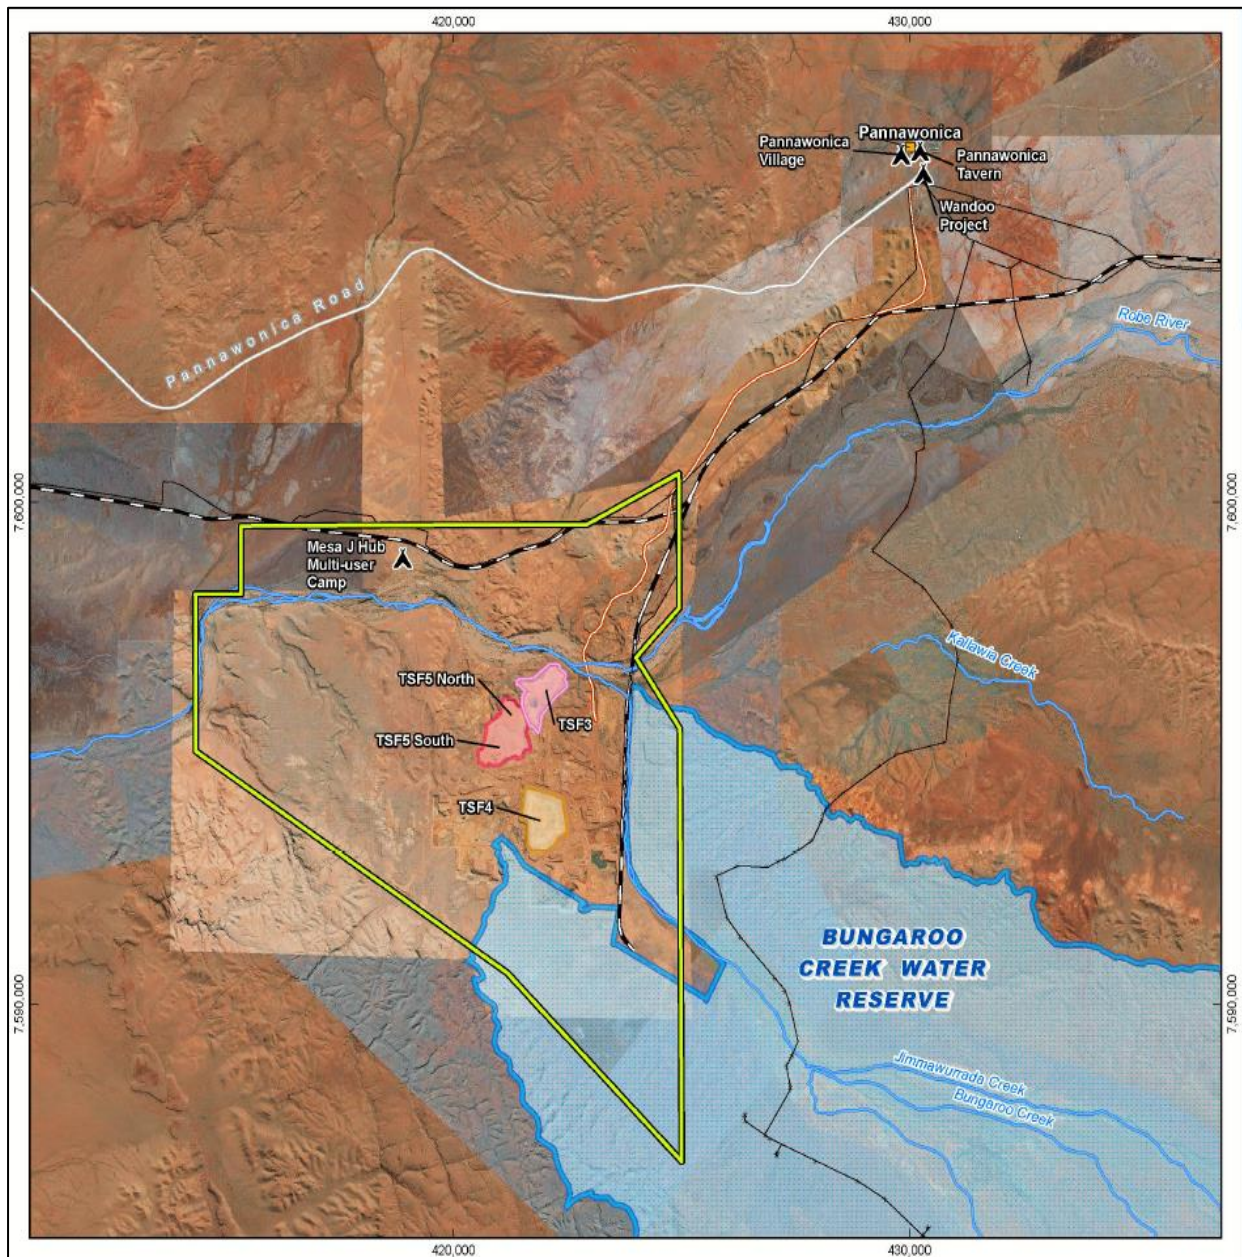 420,000
430,000
Pannawonica
Pannawonica
Village
Pannawonica
Tavern
Wandoo
Project
Pannawonica Road
Robe River
7,600,000
7,600,000
Mesa J Hub
Multi-user
Camp
Kallawia Creek
TSF5 North
TSF3
TSF5 South
TSF4
BUNGAROO
CREEK WATER
RESERVE
7,590,000
7,590,000
Jimmawurrada Creek
Bungaroo Creek
420,000
430,000